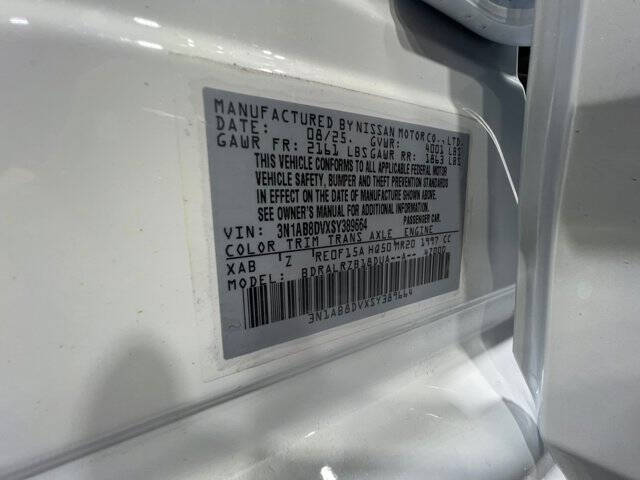 MANUFACTURED BY NISSAN MOTOR CO., LTD.
DATE: 08/25. GVWR: 4001 LBS
GAWR FR: 2161 LBS GAWR RR: 1863 LBS
THIS VEHICLE CONFORMS TO ALL APPLICABLE FEDERAL MOTOR
VEHICLE SAFETY, BUMPER AND THEFT PREVENTION STANDARDS
IN EFFECT ON THE DATE OF MANUFACTURE SHOWN ABOVE.
SEE OWNER'S MANUAL FOR ADDITIONAL INFORMATION
VIN: 3N1AB8DVXSY389664 PASSENGER CAR.
COLOR TRIM TRANS AXLE ENGINE
XAB Z RE0F15A H050 MR20 1997 CC
MODEL: BDRALRZB18DUA--A-- 47000
3N1AB8DVXSY389664